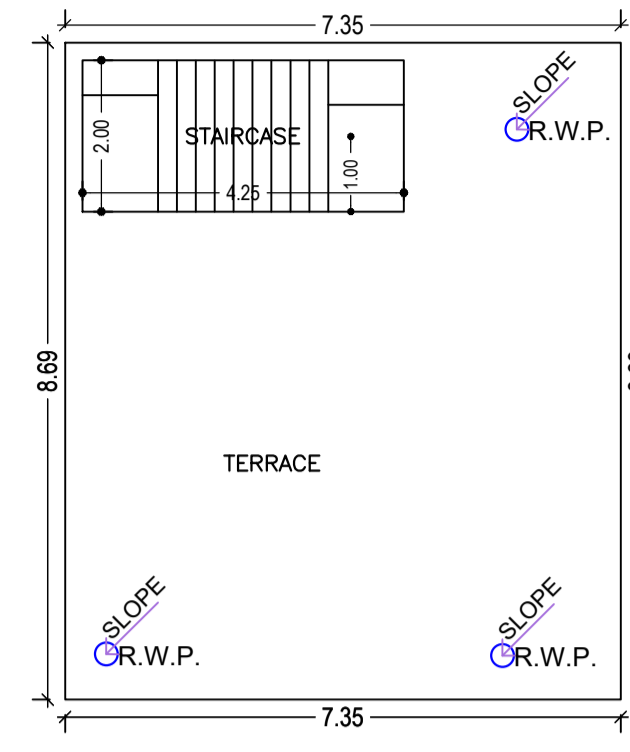 7.35
SLOPE
R.W.P.
2.00
STAIRCASE
1.00
4.25
8.69
TERRACE
SLOPE
R.W.P.
SLOPE
R.W.P.
7.35